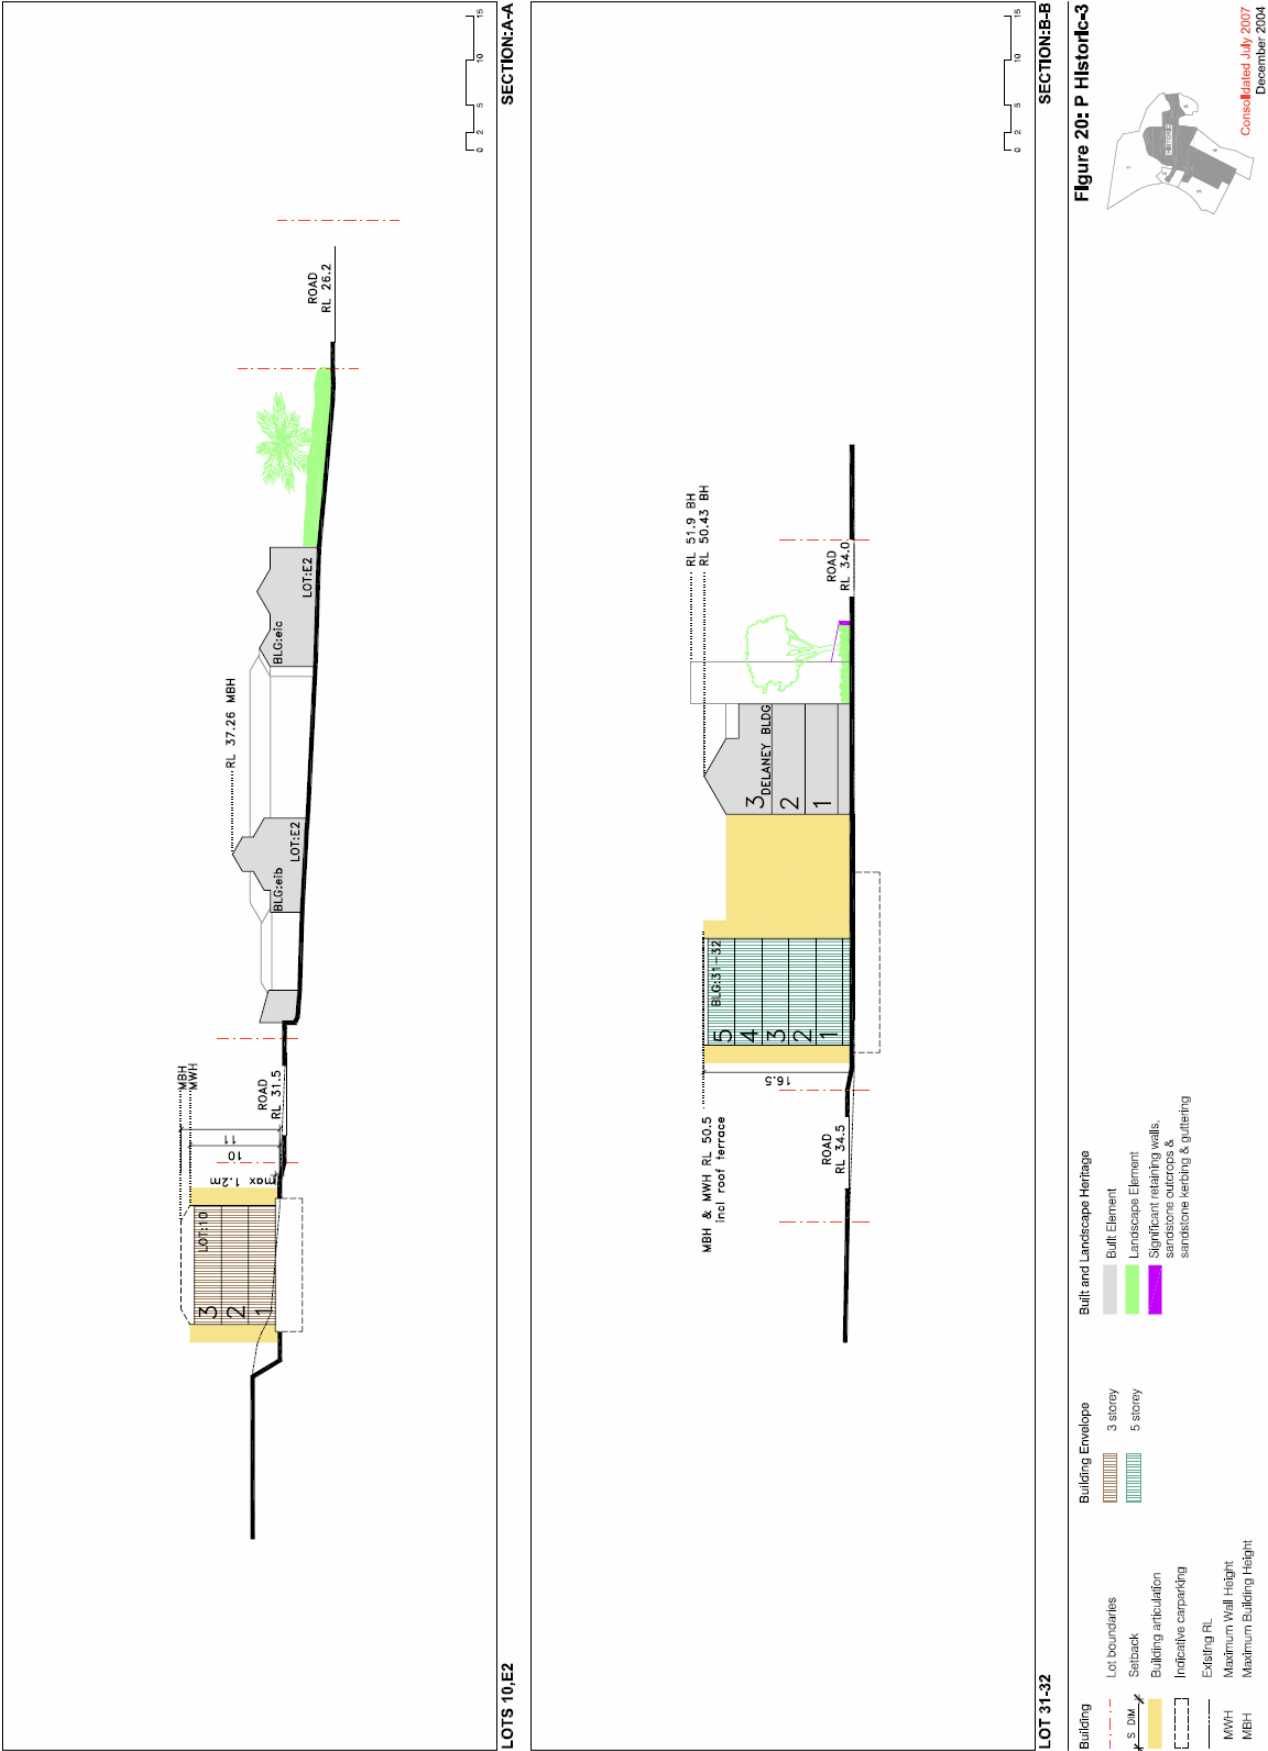 MBH
MWH
11
10
max 1.2m
LOT:10
3
2
1
ROAD
RL 31.5
RL 37.26 MBH
BLG:eib
LOT:E2
BLG:eic
LOT:E2
ROAD
RL 26.2
0 2 5 10 15
LOTS 10,E2
SECTION:A-A
MBH & MWH RL 50.5
incl roof terrace
16.5
BLG:31-32
5
4
3
2
1
ROAD
RL 34.5
3
DELANEY BLDG
2
1
RL 51.9 BH
RL 50.43 BH
ROAD
RL 34.0
0 2 5 10 15
LOT 31-32
SECTION:B-B
Building
Lot boundaries
S DIM
Setback
Building articulation
Indicative carparking
Existing RL
MWH
Maximum Wall Height
MBH
Maximum Building Height
Building Envelope
3 storey
5 storey
Built and Landscape Heritage
Built Element
Landscape Element
Significant retaining walls,
sandstone outcrops &
sandstone kerbing & guttering
Figure 20: P Historic-3
1
HISTORIC
4
Consolidated July 2007
December 2004